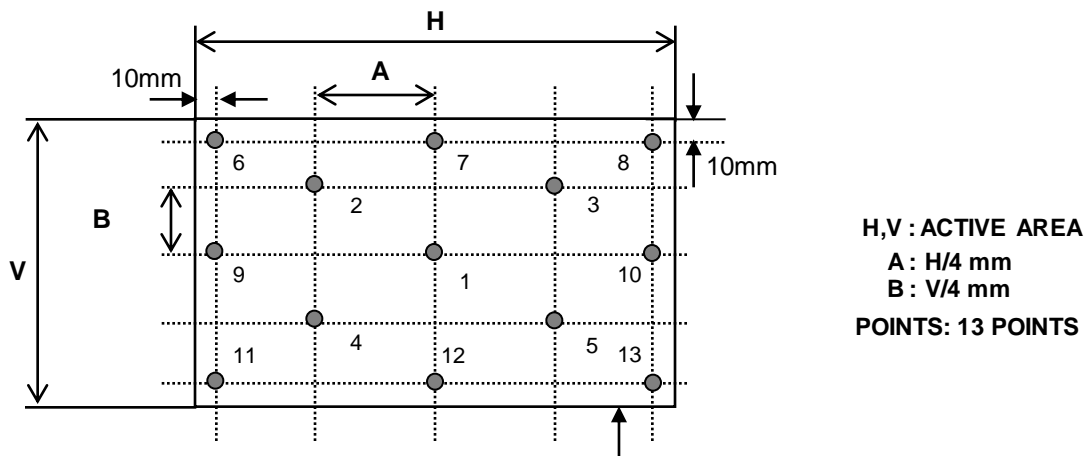 H
A
10mm
6
7
8
10mm
2
3
B
H,V : ACTIVE AREA
V
9
1
10
A : H/4 mm
B : V/4 mm
4
5
POINTS: 13 POINTS
11
12
13